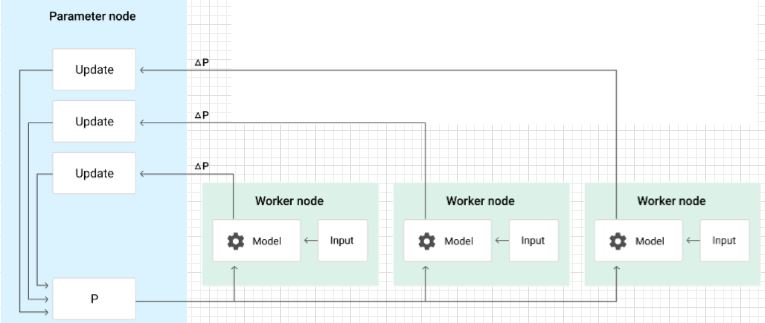 Parameter node
Update
ΔP
Update
ΔP
Update
ΔP
Worker node
Worker node
Worker node
Model
Input
Model
Input
Model
Input
P